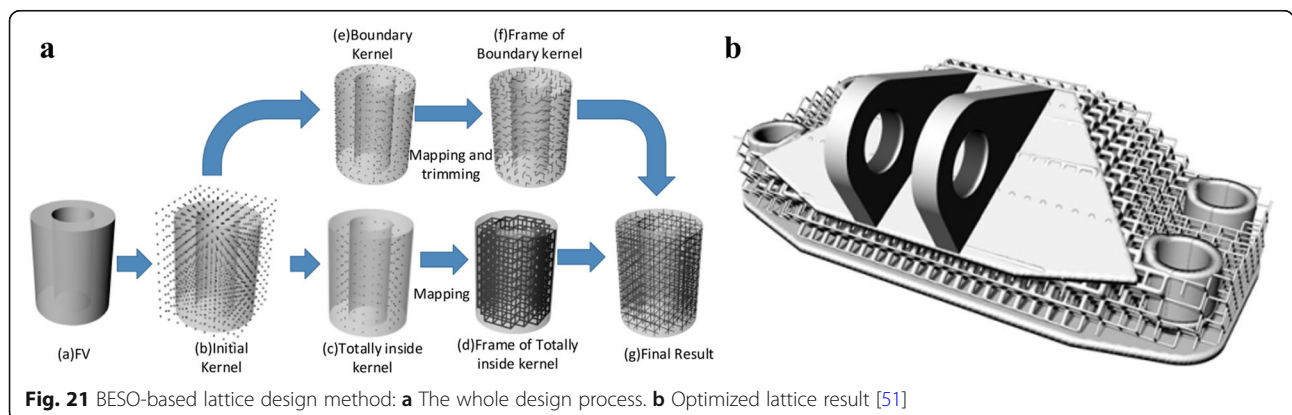 a
b
(e)Boundary
Kernel
(f)Frame of
Boundary kernel
Mapping and
trimming
Mapping
(a)FV
(b)Initial
Kernel
(c)Totally inside
kernel
(d)Frame of Totally
inside kernel
(g)Final Result
Fig. 21 BESO-based lattice design method: a The whole design process. b Optimized lattice result [51]